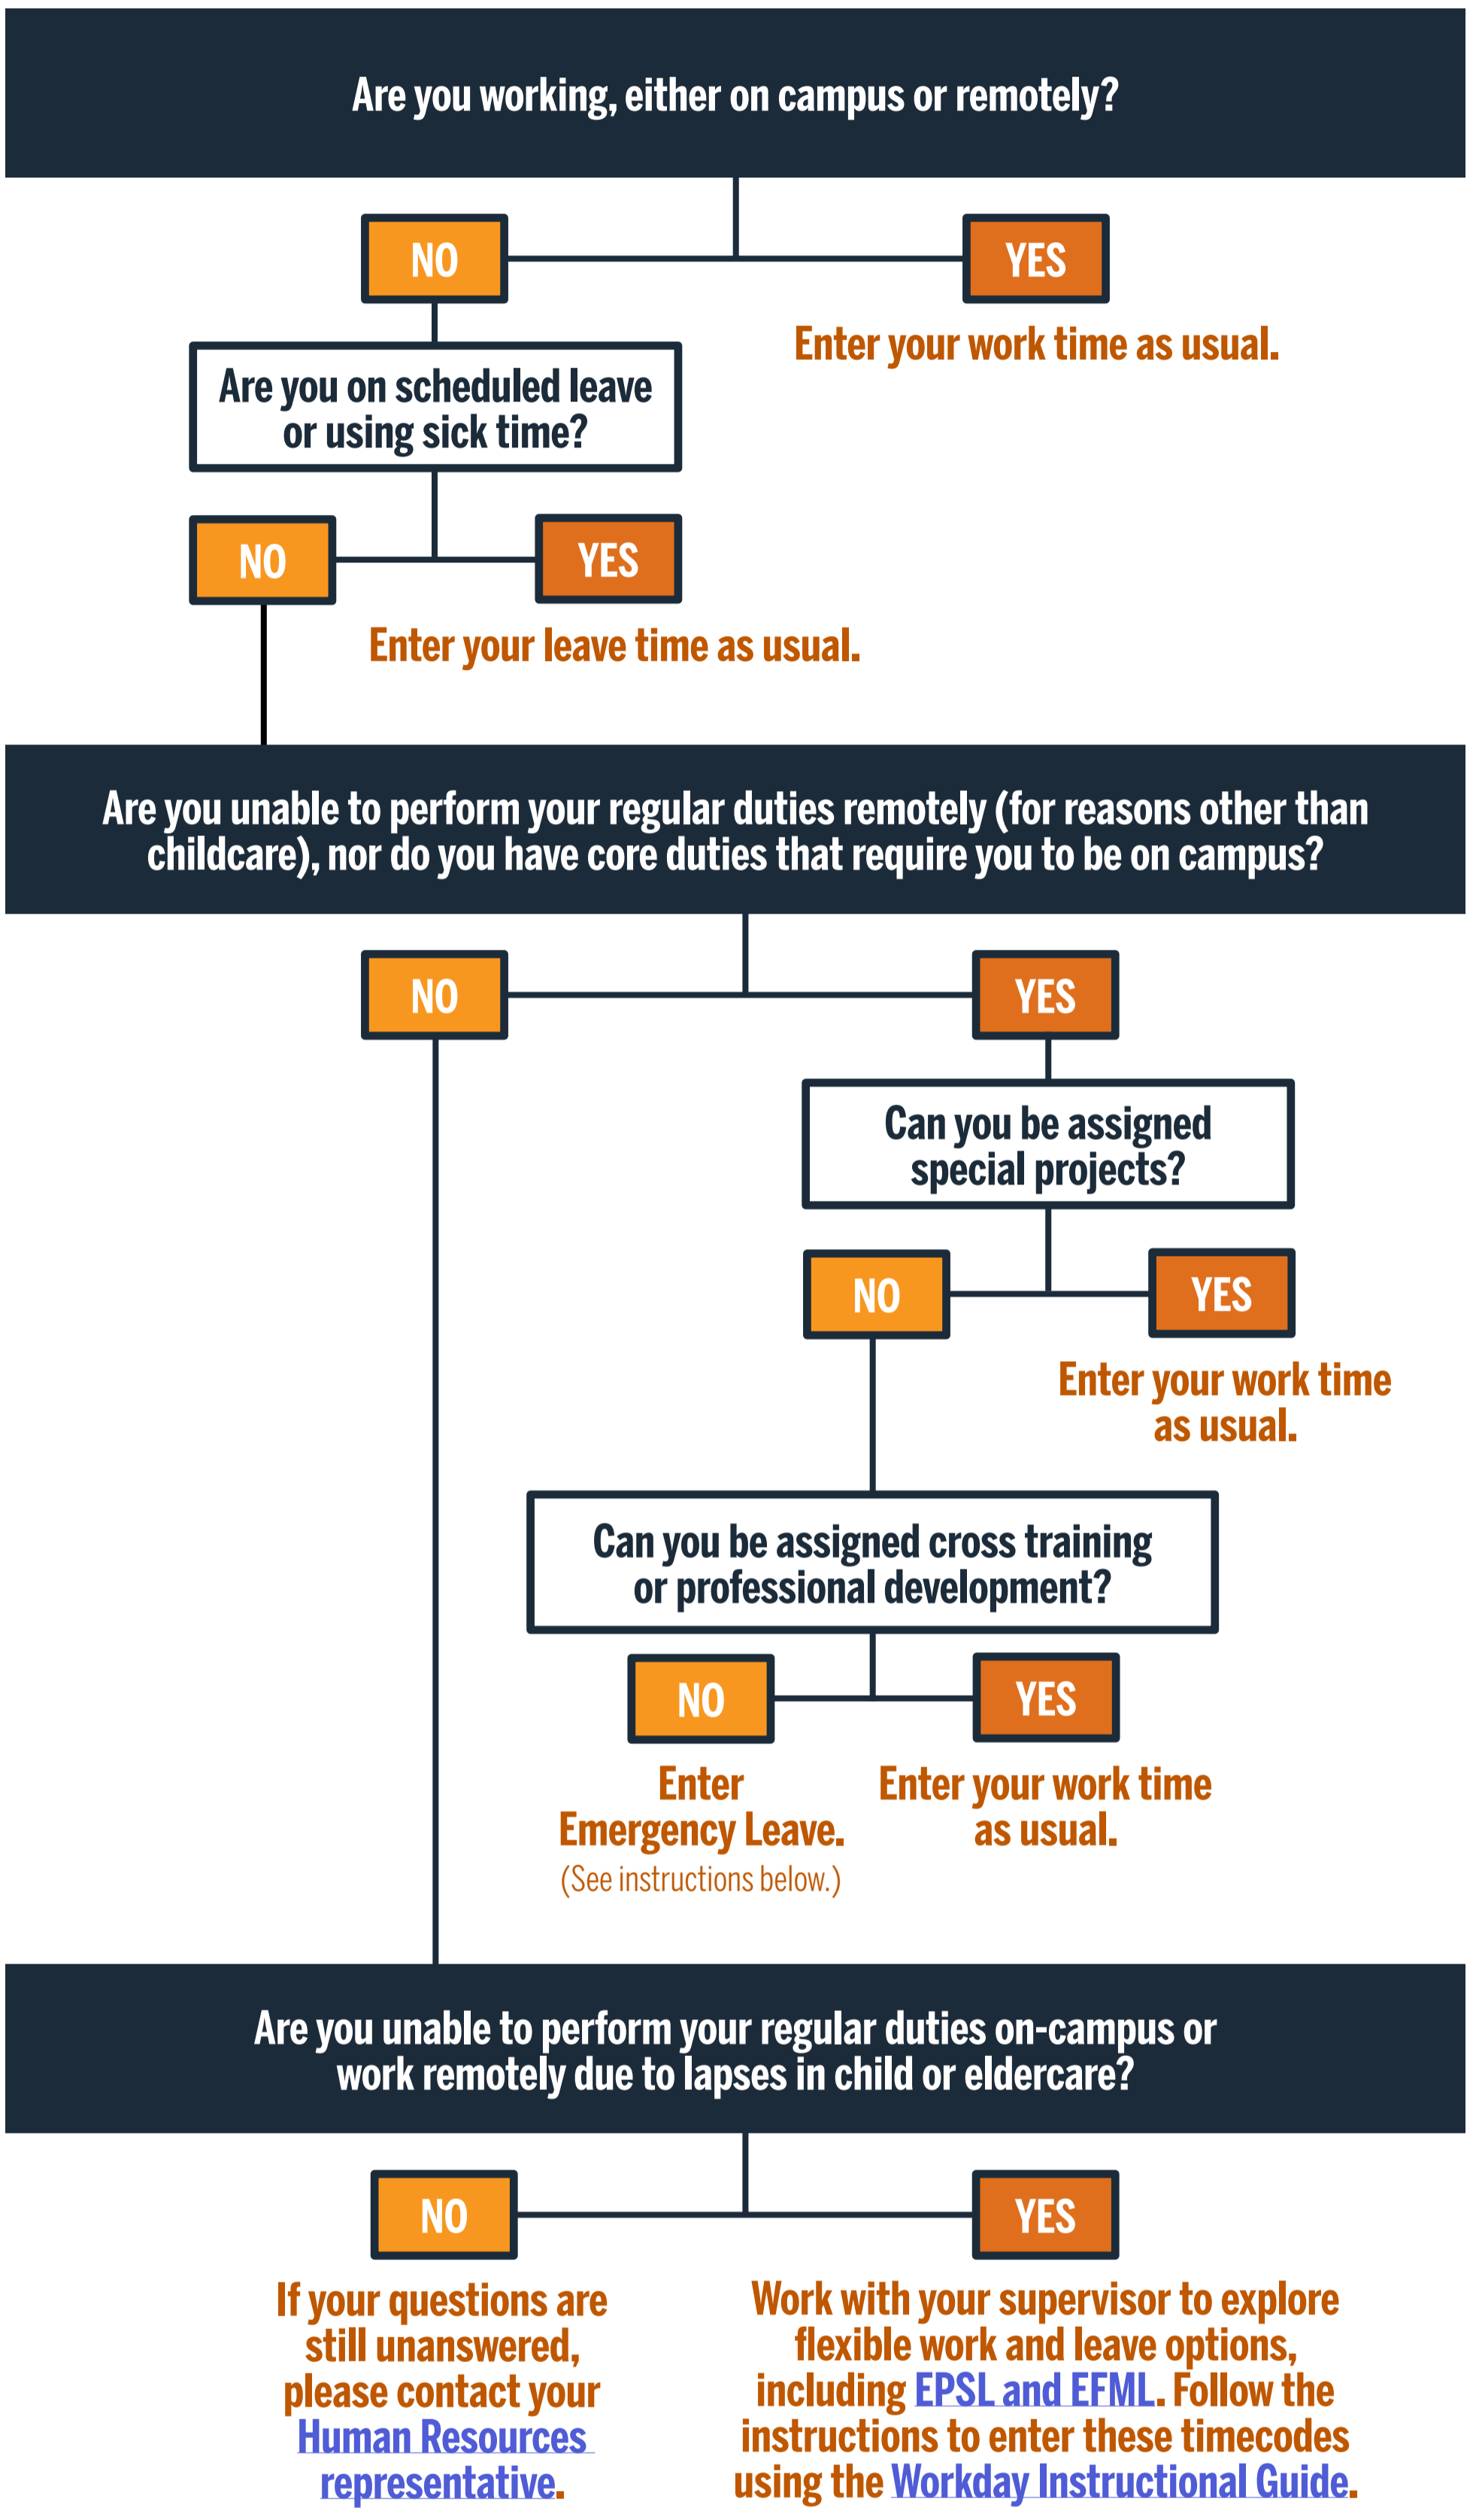 Are you working, either on campus or remotely?
NO
YES
Enter your work time as usual.
Are you on scheduled leave
or using sick time?
NO
YES
Enter your leave time as usual.
Are you unable to perform your regular duties remotely (for reasons other than
childcare), nor do you have core duties that require you to be on campus?
NO
YES
Can you be assigned
special projects?
NO
YES
Enter your work time
as usual.
Can you be assigned cross training
or professional development?
NO
YES
Enter
Emergency Leave.
(See instructions below.)
Enter your work time
as usual.
Are you unable to perform your regular duties on-campus or
work remotely due to lapses in child or eldercare?
NO
YES
If your questions are
still unanswered,
please contact your
Human Resources
representative.
Work with your supervisor to explore
flexible work and leave options,
including EPSL and EFML. Follow the
instructions to enter these timecodes
using the Workday Instructional Guide.